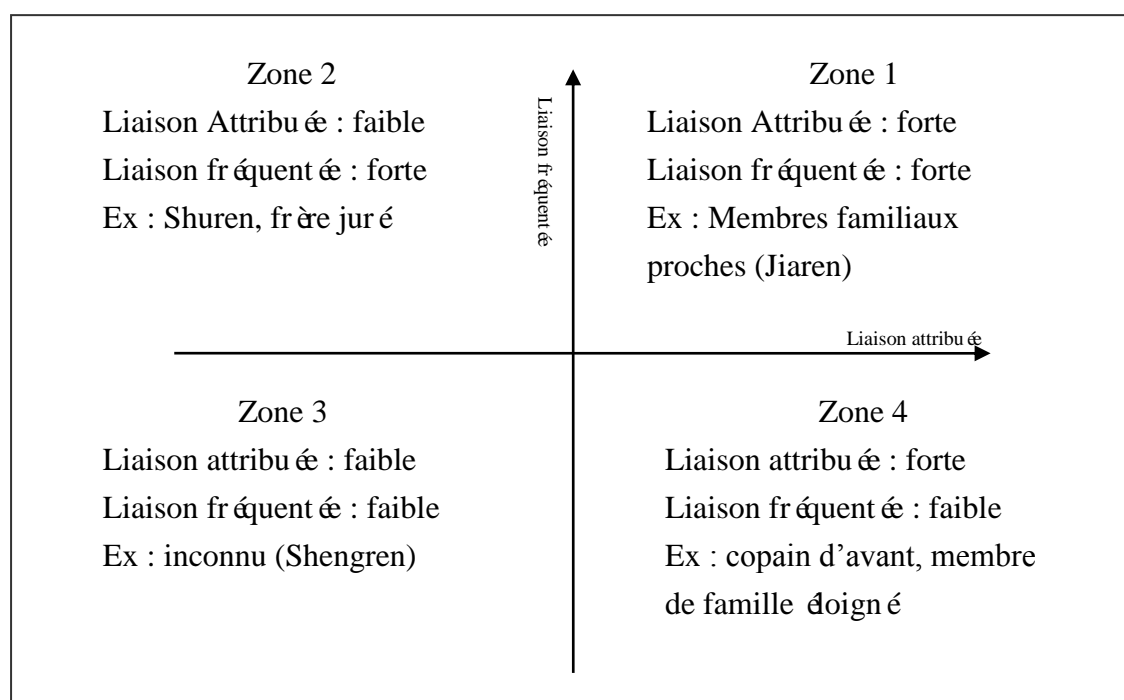 Zone 2
Liaison Attribuée : faible
Liaison fréquentée : forte
Ex : Shuren, frère juré
Liaison fréquentée
Zone 1
Liaison Attribuée : forte
Liaison fréquentée : forte
Ex : Membres familiaux
proches (Jiaren)
Liaison attribuée
Zone 3
Liaison attribuée : faible
Liaison fréquentée : faible
Ex : inconnu (Shengren)
Zone 4
Liaison attribuée : forte
Liaison fréquentée : faible
Ex : copain d’avant, membre
de famille éloigné